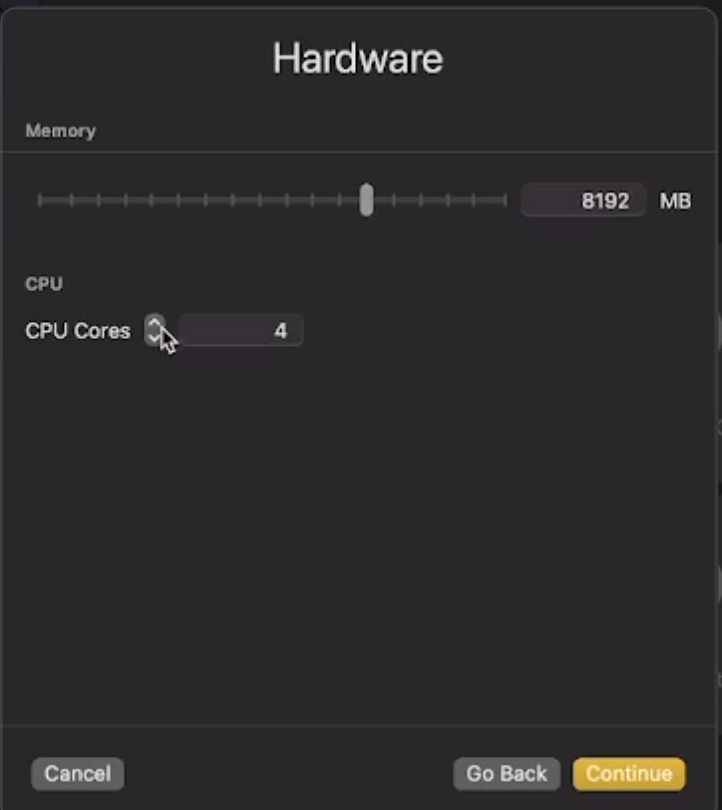 Hardware
Memory
8192 MB
CPU
CPU Cores 4
Cancel Go Back Continue